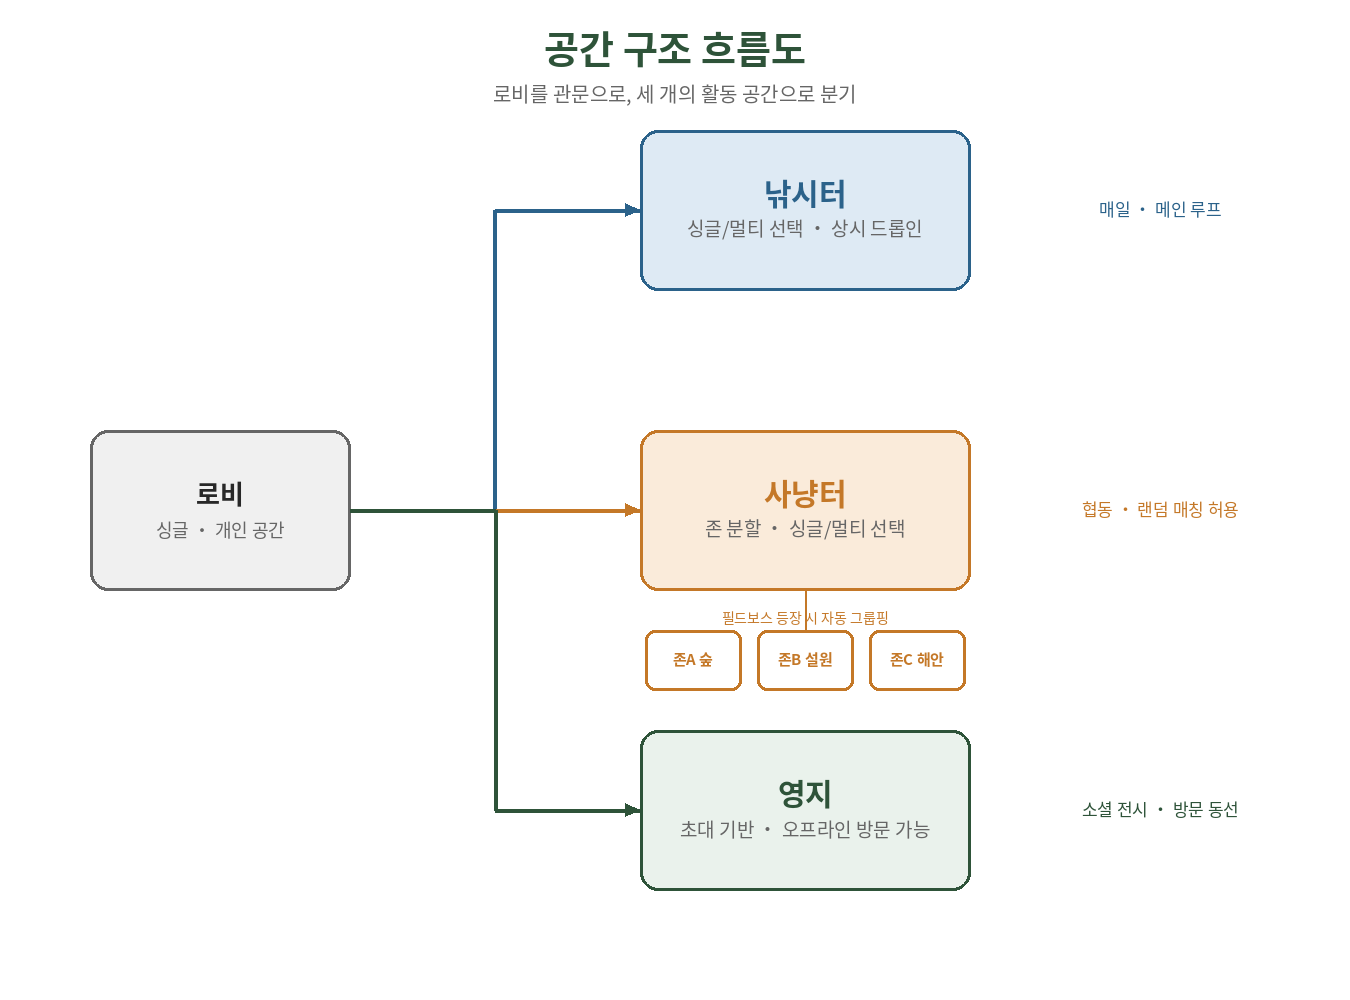 공간 구조 흐름도
로비를 관문으로, 세 개의 활동 공간으로 분기
낚시터
싱글/멀티 선택 · 상시 드롭인
매일 · 메인 루프
로비
싱글 · 개인 공간
사냥터
존 분할 · 싱글/멀티 선택
협동 · 랜덤 매칭 허용
필드보스 등장 시 자동 그룹핑
존A 숲
존B 설원
존C 해안
영지
초대 기반 · 오프라인 방문 가능
소셜 전시 · 방문 동선